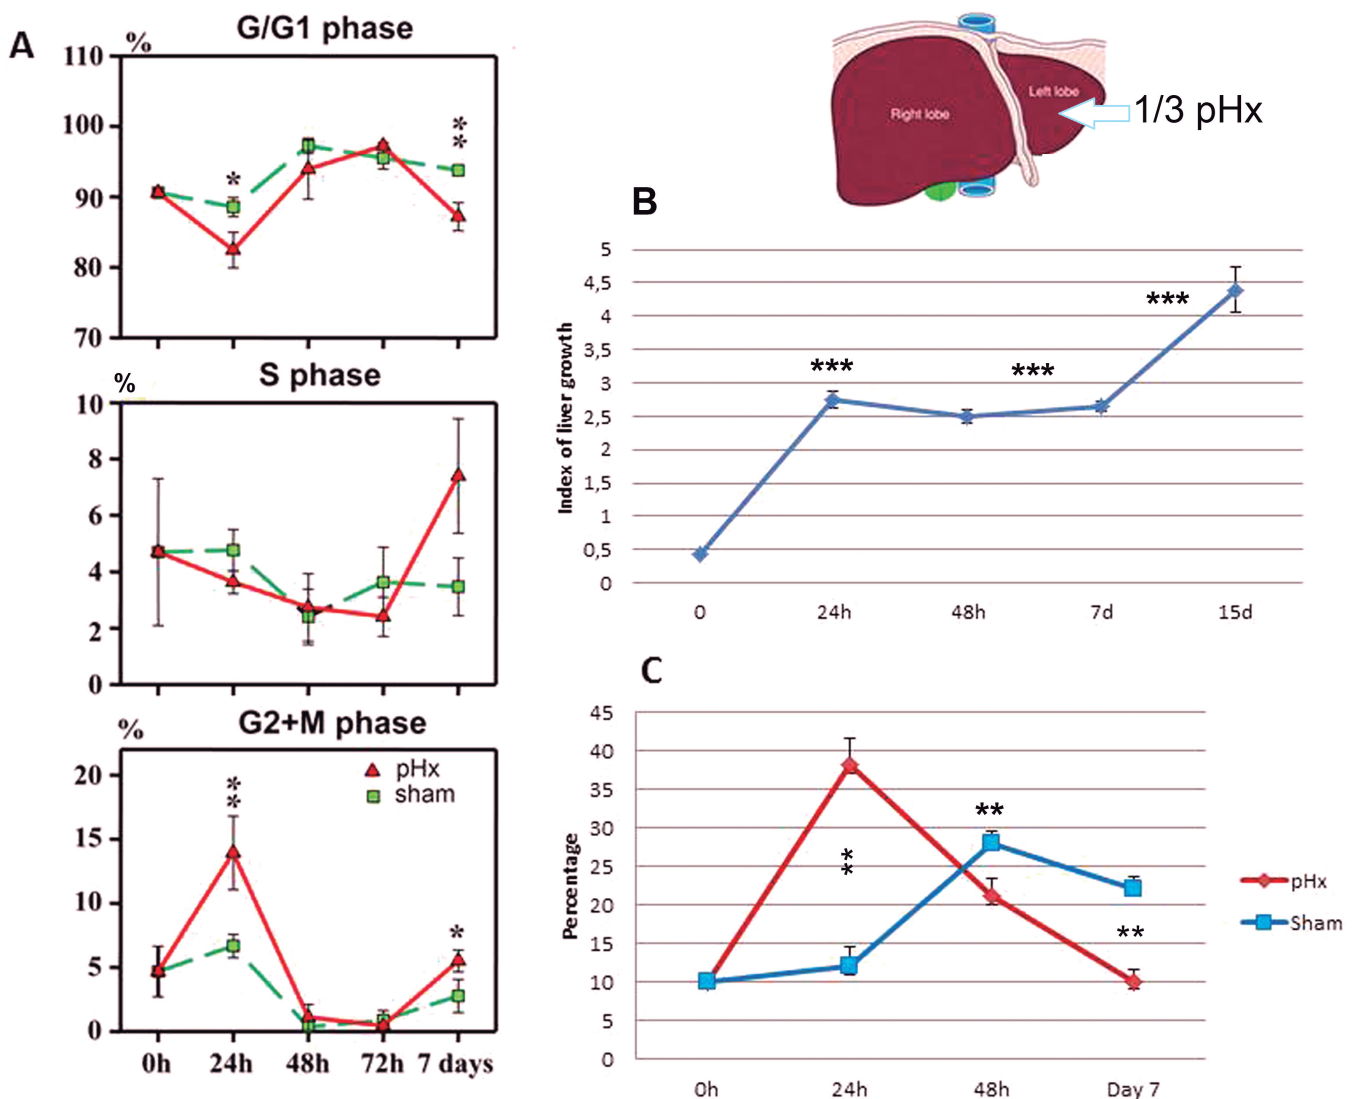 A
G/G1 phase
%
110
100
90
80
70
*
*
*
S phase
%
10
8
6
4
2
0
G2+M phase
%
20
15
10
5
0
pHx
sham
*
*
*
0h 24h 48h 72h 7 days
Right lobe
Left lobe
1/3 pHx
B
Index of liver growth
5
4,5
4
3,5
3
2,5
2
1,5
1
0,5
0
***
***
***
0 24h 48h 7d 15d
C
Percentage
45
40
35
30
25
20
15
10
5
0
*
*
**
**
pHx
Sham
0h 24h 48h Day 7